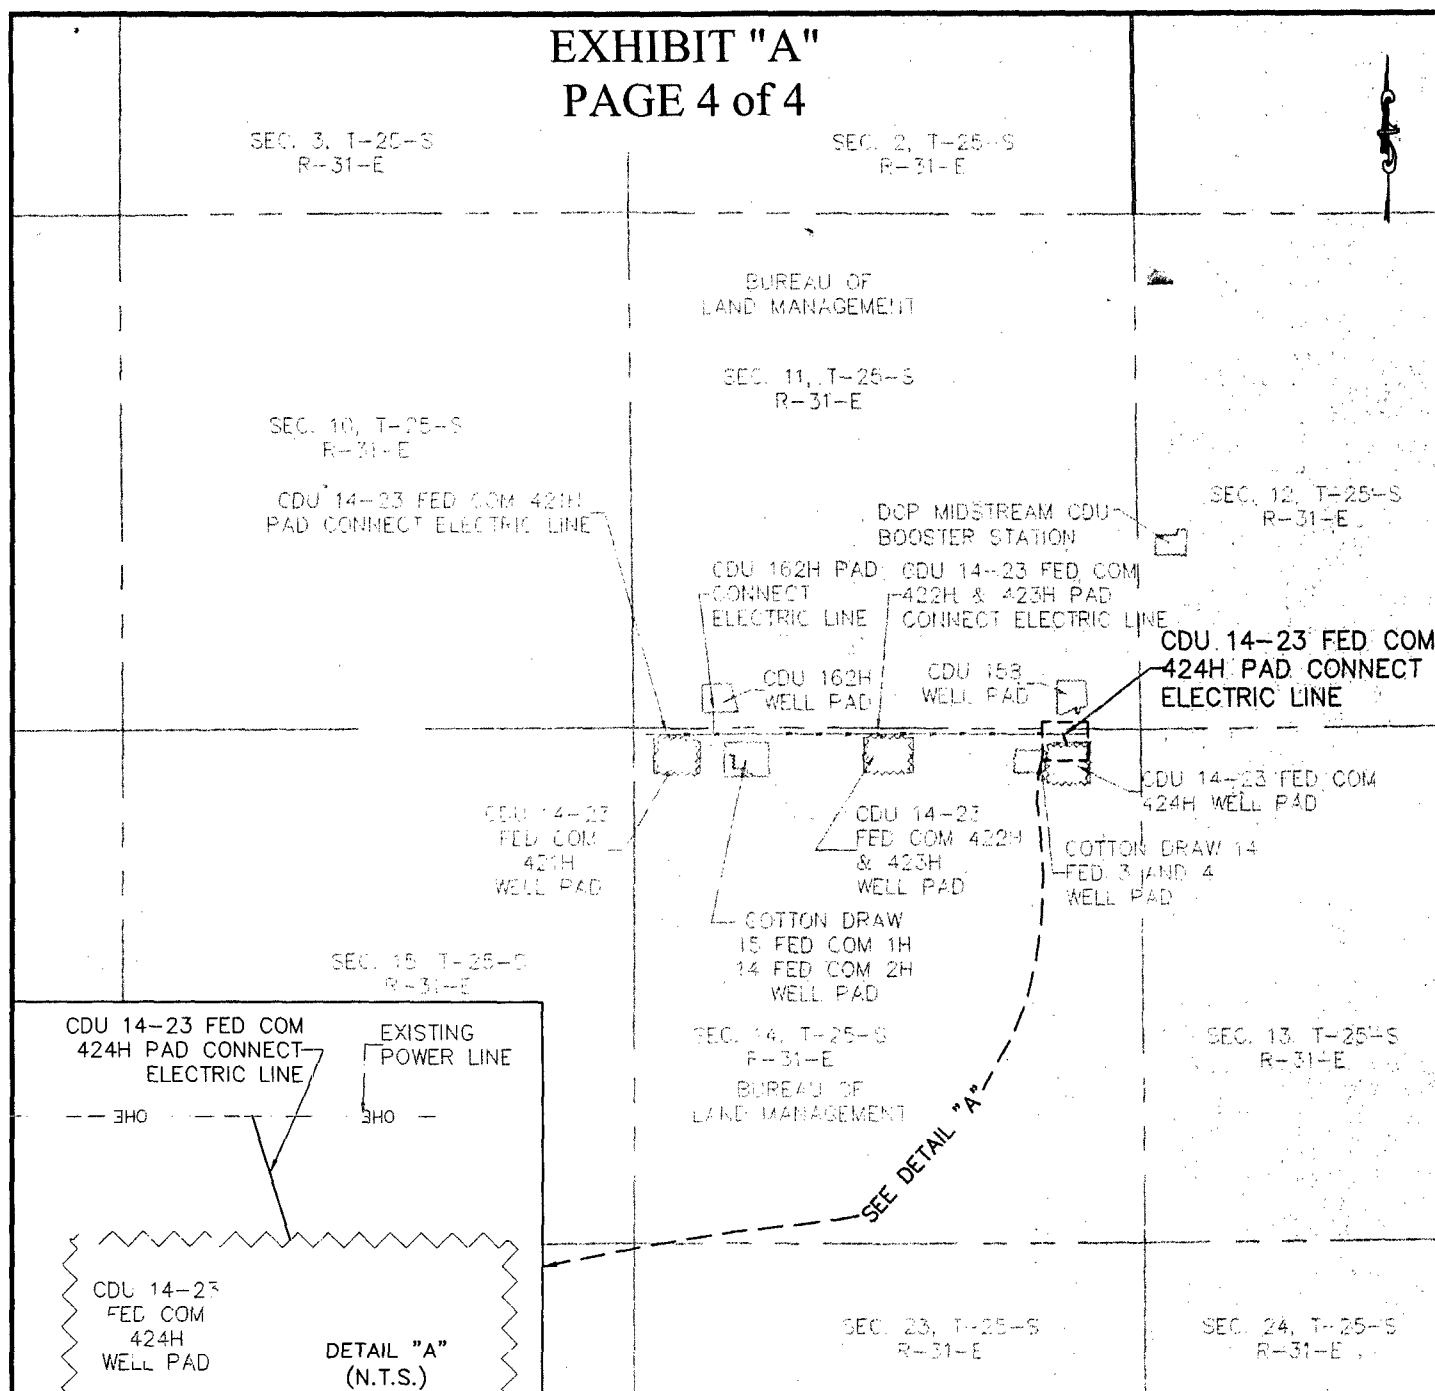 EXHIBIT "A"
PAGE 4 of 4
SEC. 3, T-25-S
R-31-E
SEC. 2, T-25-S
R-31-E
BUREAU OF
LAND MANAGEMENT
SEC. 11, T-25-S
R-31-E
SEC. 10, T-25-S
R-31-E
CDU 14-23 FED COM 421H
PAD CONNECT ELECTRIC LINE
DCP MIDSTREAM CDU
BOOSTER STATION
SEC. 12, T-25-S
R-31-E
CDU 162H PAD
CONNECT
ELECTRIC LINE
CDU 14-23 FED COM
422H & 423H PAD
CONNECT ELECTRIC LINE
CDU 14-23 FED COM
424H PAD CONNECT
ELECTRIC LINE
CDU 162H
WELL PAD
CDU 153
WELL PAD
CDU 14-23 FED COM
424H WELL PAD
CDU 14-23
FED COM
421H
WELL PAD
CDU 14-23
FED COM 422H
& 423H
WELL PAD
COTTON DRAW 14
FED 3 AND 4
WELL PAD
COTTON DRAW
15 FED COM 1H
14 FED COM 2H
WELL PAD
SEC. 15, T-25-S
R-31-E
SEC. 14, T-25-S
R-31-E
BUREAU OF
LAND MANAGEMENT
SEC. 13, T-25-S
R-31-E
SEE DETAIL "A"
CDU 14-23 FED COM
424H PAD CONNECT
ELECTRIC LINE
EXISTING
POWER LINE
OHE
OHE
CDU 14-23
FED COM
424H
WELL PAD
DETAIL "A"
(N.T.S.)
SEC. 23, T-25-S
R-31-E
SEC. 24, T-25-S
R-31-E